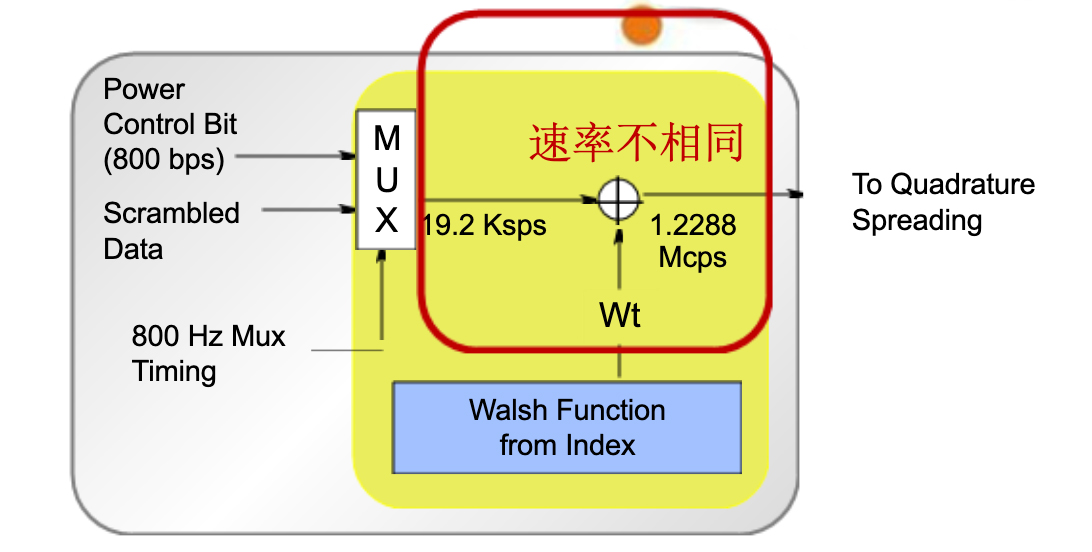 Power
Control Bit
(800 bps)
Scrambled
Data
800 Hz Mux
Timing
M
U
X
19.2 Ksps
速率不相同
1.2288
Mcps
Wt
Walsh Function
from Index
To Quadrature
Spreading